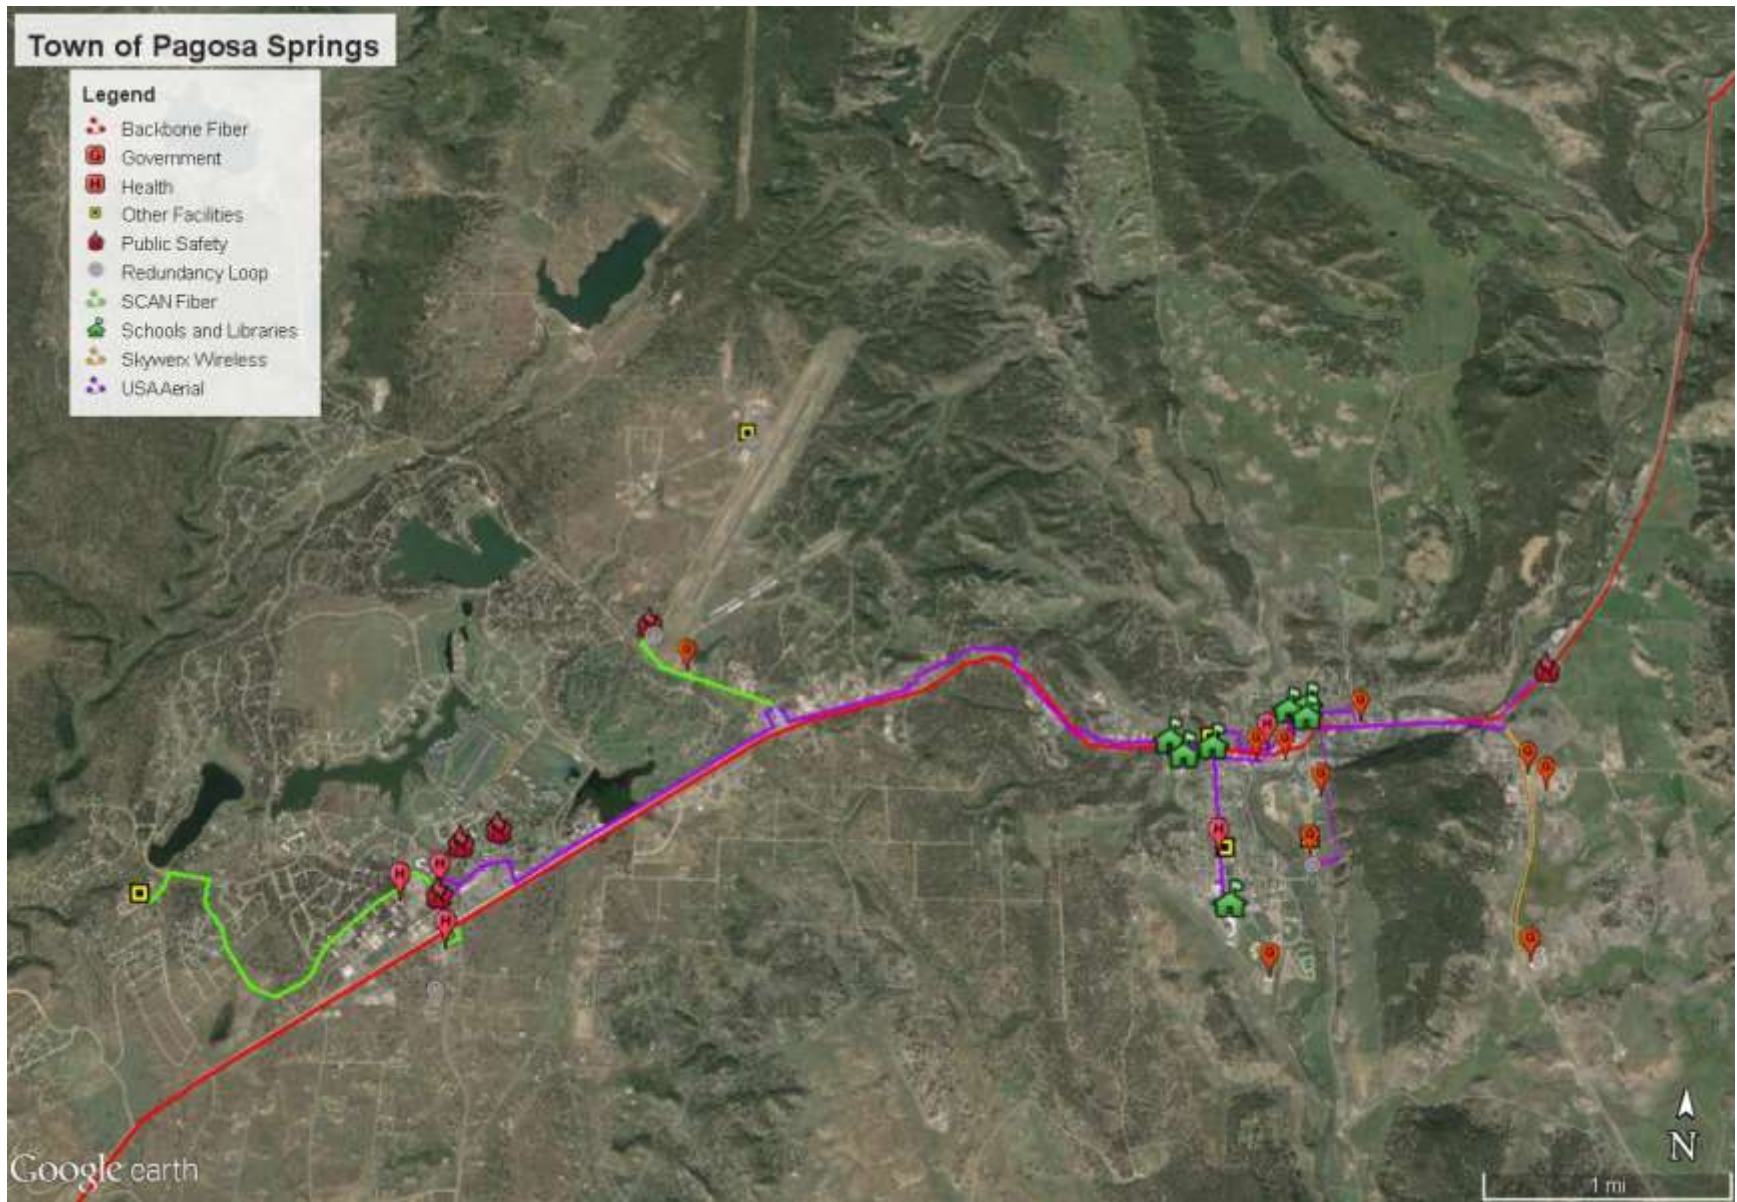 Town of Pagosa Springs
Legend
Backbone Fiber
Government
Health
Other Facilities
Public Safety
Redundancy Loop
SCAN Fiber
Schools and Libraries
Skywerx Wireless
USAAerial
Google earth
N
1 mi